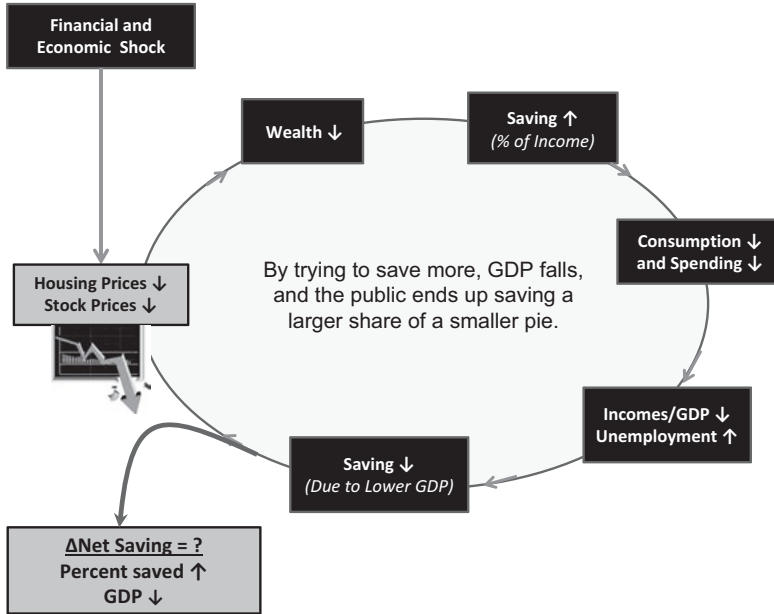 Financial and
Economic Shock
Wealth ↓
Saving ↑
(% of Income)
Consumption ↓
and Spending ↓
Housing Prices ↓
Stock Prices ↓
By trying to save more, GDP falls,
and the public ends up saving a
larger share of a smaller pie.
Incomes/GDP ↓
Unemployment ↑
Saving ↓
(Due to Lower GDP)
ΔNet Saving = ?
Percent saved ↑
GDP ↓